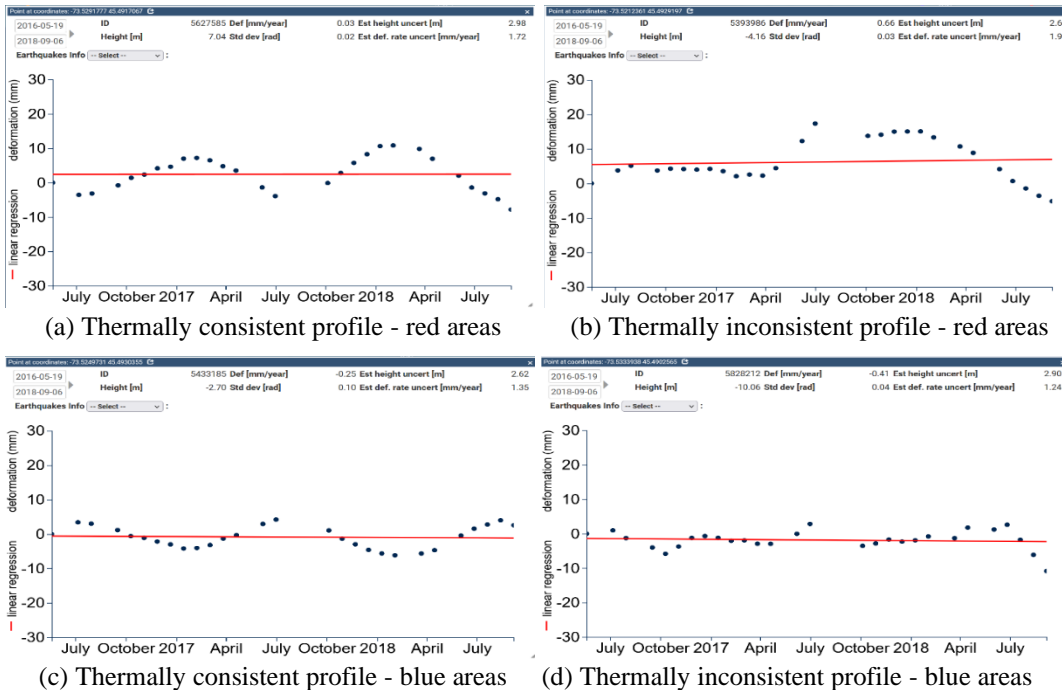 Point at coordinates: -73.5291777 45.4917067
2016-05-19 ID 5627585 Def [mm/year] 0.03 Est height uncert [m] 2.98
2018-09-06 Height [m] 7.04 Std dev [rad] 0.02 Est def. rate uncert [mm/year] 1.72
Earthquakes Info -- Select -- :
deformation (mm)
linear regression
30
20
10
0
-10
-20
-30
July October 2017 April July October 2018 April July
(a) Thermally consistent profile - red areas
Point at coordinates: -73.5212361 45.4929197
2016-05-19 ID 5393986 Def [mm/year] 0.66 Est height uncert [m] 2.6
2018-09-06 Height [m] -4.16 Std dev [rad] 0.03 Est def. rate uncert [mm/year] 1.9
Earthquakes Info -- Select -- :
deformation (mm)
linear regression
30
20
10
0
-10
-20
-30
July October 2017 April July October 2018 April July
(b) Thermally inconsistent profile - red areas
Point at coordinates: -73.5249731 45.4930355
2016-05-19 ID 5433185 Def [mm/year] -0.25 Est height uncert [m] 2.62
2018-09-06 Height [m] -2.70 Std dev [rad] 0.10 Est def. rate uncert [mm/year] 1.35
Earthquakes Info -- Select -- :
deformation (mm)
linear regression
30
20
10
0
-10
-20
-30
July October 2017 April July October 2018 April July
(c) Thermally consistent profile - blue areas
Point at coordinates: -73.5333938 45.4902565
2016-05-19 ID 5828212 Def [mm/year] -0.41 Est height uncert [m] 2.90
2018-09-06 Height [m] -10.06 Std dev [rad] 0.04 Est def. rate uncert [mm/year] 1.24
Earthquakes Info -- Select -- :
deformation (mm)
linear regression
30
20
10
0
-10
-20
-30
July October 2017 April July October 2018 April July
(d) Thermally inconsistent profile - blue areas